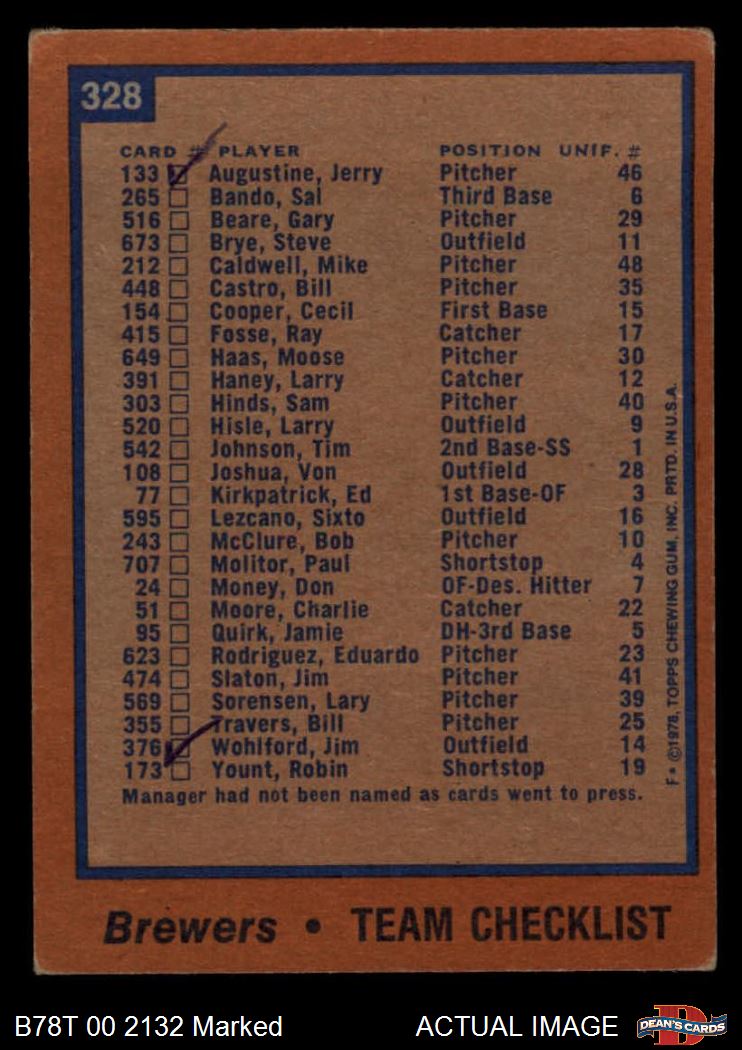 328
CARD # PLAYER POSITION UNIF. #
133 Augustine, Jerry Pitcher 46
265 Bando, Sal Third Base 6
516 Beare, Gary Pitcher 29
673 Brye, Steve Outfield 11
212 Caldwell, Mike Pitcher 48
448 Castro, Bill Pitcher 35
154 Cooper, Cecil First Base 15
415 Fosse, Ray Catcher 17
649 Haas, Moose Pitcher 30
391 Haney, Larry Catcher 12
303 Hinds, Sam Pitcher 40
520 Hisle, Larry Outfield 9
542 Johnson, Tim 2nd Base-SS 1
108 Joshua, Von Outfield 28
77 Kirkpatrick, Ed 1st Base-OF 3
595 Lezcano, Sixto Outfield 16
243 McClure, Bob Pitcher 10
707 Molitor, Paul Shortstop 4
24 Money, Don OF-Des. Hitter 7
51 Moore, Charlie Catcher 22
95 Quirk, Jamie DH-3rd Base 5
623 Rodriguez, Eduardo Pitcher 23
474 Slaton, Jim Pitcher 41
569 Sorensen, Lary Pitcher 39
355 Travers, Bill Pitcher 25
376 Wohlford, Jim Outfield 14
173 Yount, Robin Shortstop 19
Manager had not been named as cards went to press.
F* ©1978, TOPPS CHEWING GUM, INC. PRTD. IN U.S.A.
Brewers • TEAM CHECKLIST
B78T 00 2132 Marked ACTUAL IMAGE
DEAN'S CARDS